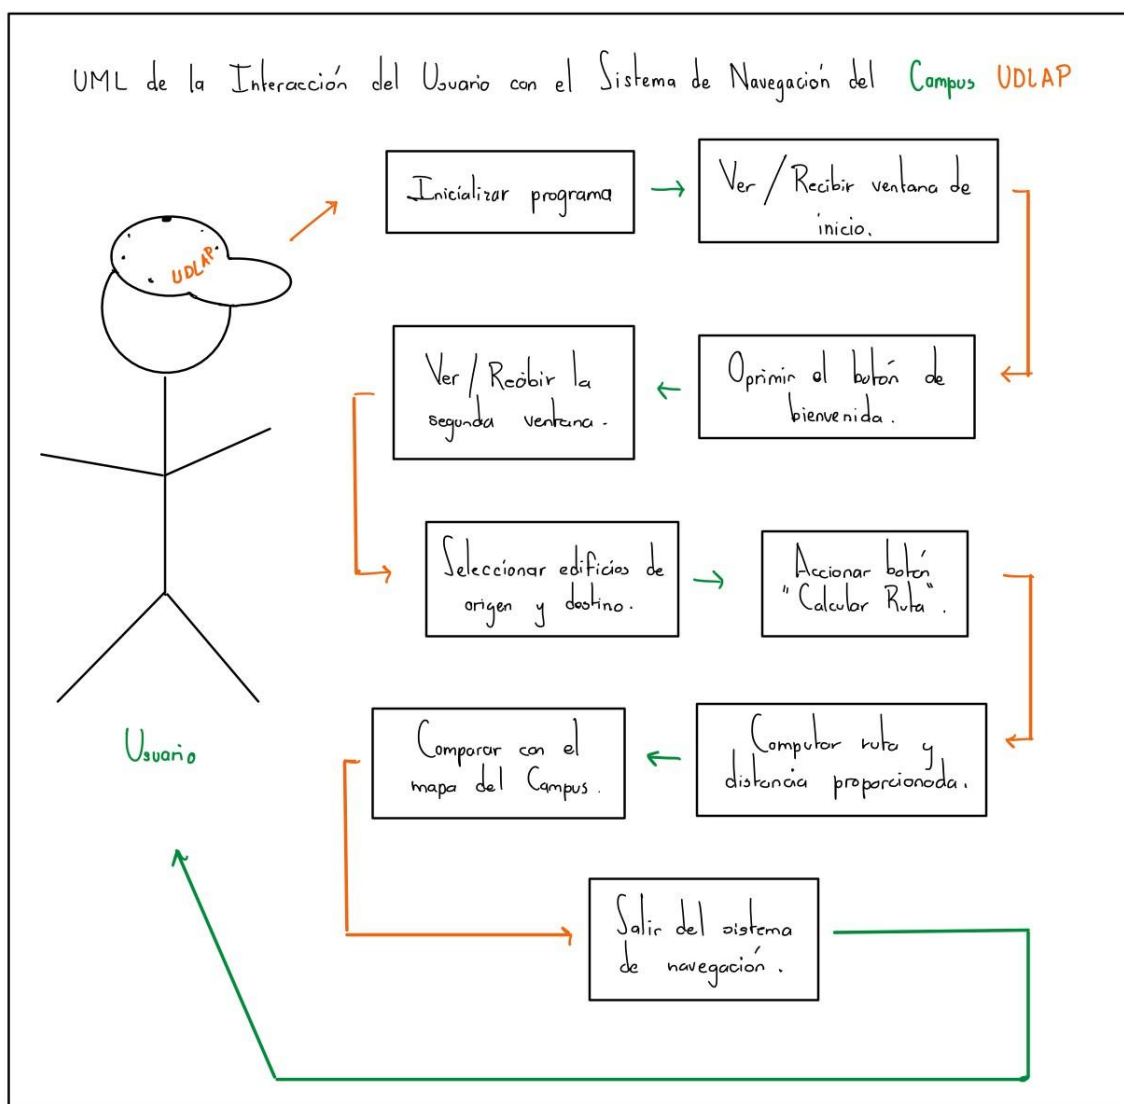 UML de la Interacción del Usuario con el Sistema de Navegación del Campus UDLAP
Inicializar programa
Ver / Recibir ventana de
inicio.
UDLAP
Ver / Recibir la
segunda ventana.
Oprimir el botón de
bienvenida.
Seleccionar edificios de
origen y destino.
Accionar botón
"Calcular Ruta".
Usuario
Comparar con el
mapa del Campus.
Computar ruta y
distancia proporcionada.
Salir del sistema
de navegación.